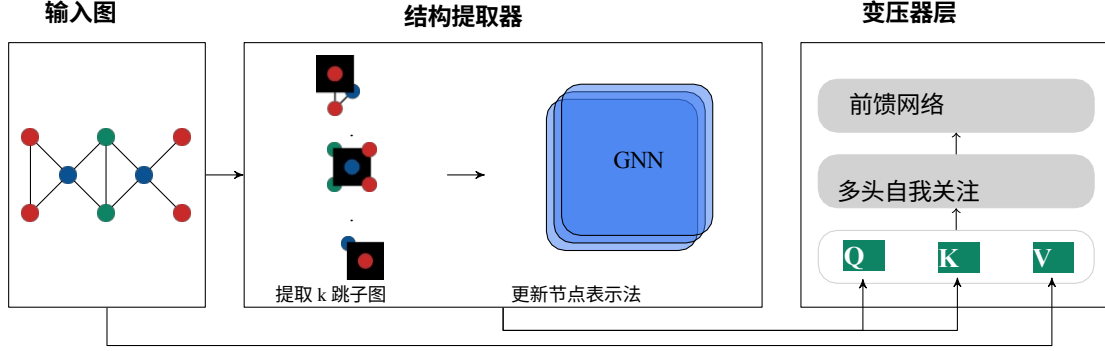 输入图
结构提取器
变压器层
前馈网络
GNN
多头自我关注
Q K V
提取 k 跳子图
更新节点表示法